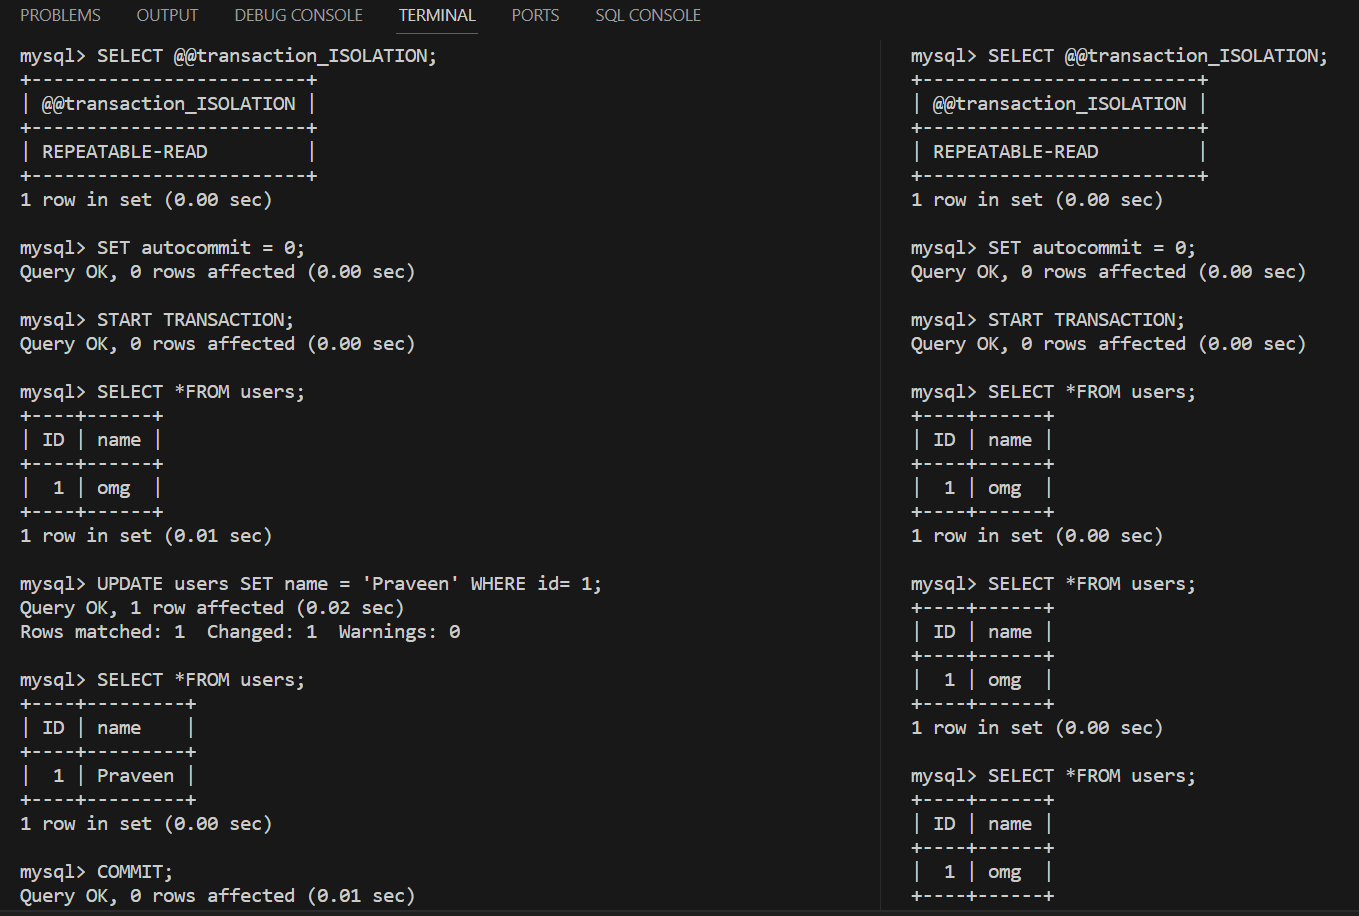 PROBLEMS OUTPUT DEBUG CONSOLE TERMINAL PORTS SQL CONSOLE
mysql> SELECT @@transaction_ISOLATION;
+-------------------------+
| @@transaction_ISOLATION |
+-------------------------+
| REPEATABLE-READ         |
+-------------------------+
1 row in set (0.00 sec)

mysql> SET autocommit = 0;
Query OK, 0 rows affected (0.00 sec)

mysql> START TRANSACTION;
Query OK, 0 rows affected (0.00 sec)

mysql> SELECT *FROM users;
+----+------+
| ID | name |
+----+------+
|  1 | omg  |
+----+------+
1 row in set (0.01 sec)

mysql> UPDATE users SET name = 'Praveen' WHERE id= 1;
Query OK, 1 row affected (0.02 sec)
Rows matched: 1  Changed: 1  Warnings: 0

mysql> SELECT *FROM users;
+----+---------+
| ID | name    |
+----+---------+
|  1 | Praveen |
+----+---------+
1 row in set (0.00 sec)

mysql> COMMIT;
Query OK, 0 rows affected (0.01 sec)
mysql> SELECT @@transaction_ISOLATION;
+-------------------------+
| @@transaction_ISOLATION |
+-------------------------+
| REPEATABLE-READ         |
+-------------------------+
1 row in set (0.00 sec)

mysql> SET autocommit = 0;
Query OK, 0 rows affected (0.00 sec)

mysql> START TRANSACTION;
Query OK, 0 rows affected (0.00 sec)

mysql> SELECT *FROM users;
+----+------+
| ID | name |
+----+------+
|  1 | omg  |
+----+------+
1 row in set (0.00 sec)

mysql> SELECT *FROM users;
+----+------+
| ID | name |
+----+------+
|  1 | omg  |
+----+------+
1 row in set (0.00 sec)

mysql> SELECT *FROM users;
+----+------+
| ID | name |
+----+------+
|  1 | omg  |
+----+------+